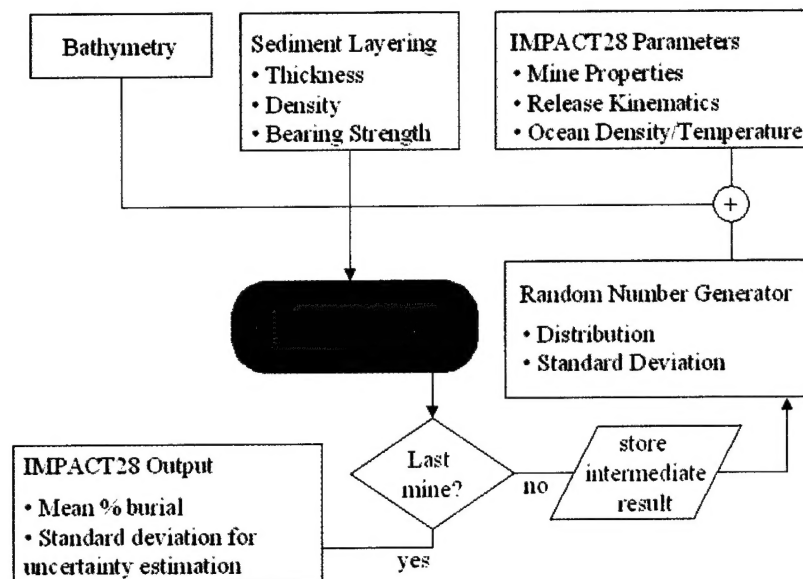 Bathymetry
Sediment Layering
• Thickness
• Density
• Bearing Strength
IMPACT28 Parameters
• Mine Properties
• Release Kinematics
• Ocean Density/Temperature
+
Random Number Generator
• Distribution
• Standard Deviation
Last
mine?
no
store
intermediate
result
yes
IMPACT28 Output
• Mean % burial
• Standard deviation for
uncertainty estimation